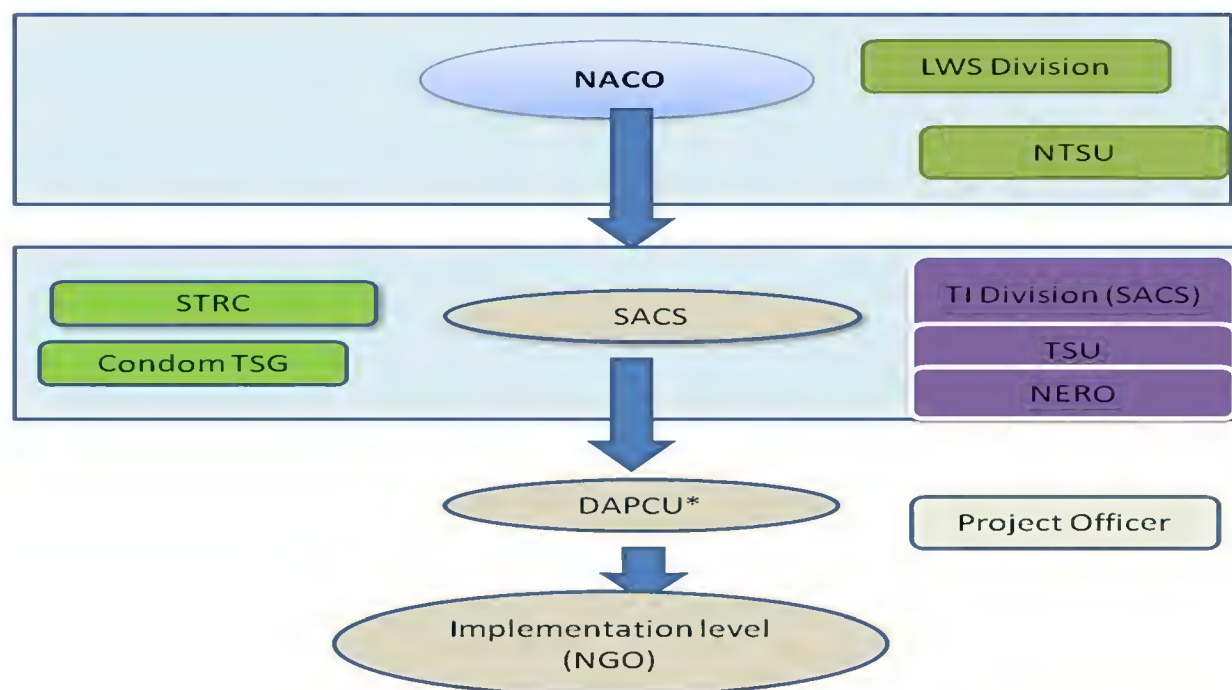 NACO
LWS Division
NTSU
STRC
Condom TSG
SACS
TI Division (SACS)
TSU
NERO
DAPCU*
Project Officer
Implementation level
(NGO)